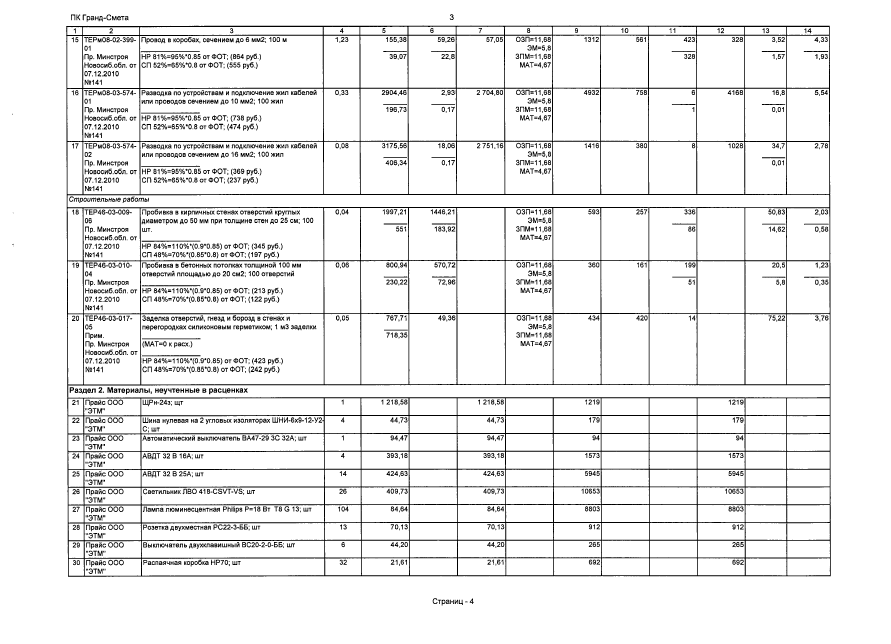 ПК Гранд-Смета 3
1 2 3 4 5 6 7 8 9 10 11 12 13 14
15 ТЕРм08-02-399- Провод в коробах, сечением до 6 мм2; 100 м 1,23 155,38 59,26 57,05 ОЗП=11,68 1312 561 423 328 3,52 4,33
01 ЭМ=5,8
Пр. Минстроя НР 81%=95%*0.85 от ФОТ; (864 руб.) 39,07 22,8 ЗПМ=11,68 328 1,57 1,93
Новосиб.обл. от СП 52%=65%*0.8 от ФОТ; (555 руб.) МАТ=4,67
07.12.2010
№141
16 ТЕРм08-03-574- Разводка по устройствам и подключение жил кабелей 0,33 2904,46 2,93 2 704,80 ОЗП=11,68 4932 758 6 4168 16,8 5,54
01 или проводов сечением до 10 мм2; 100 жил ЭМ=5,8
Пр. Минстроя 196,73 0,17 ЗПМ=11,68 1 0,01
Новосиб.обл. от НР 81%=95%*0.85 от ФОТ; (738 руб.) МАТ=4,67
07.12.2010 СП 52%=65%*0.8 от ФОТ; (474 руб.)
№141
17 ТЕРм08-03-574- Разводка по устройствам и подключение жил кабелей 0,08 3175,56 18,06 2 751,16 ОЗП=11,68 1416 380 8 1028 34,7 2,78
02 или проводов сечением до 16 мм2; 100 жил ЭМ=5,8
Пр. Минстроя 406,34 0,17 ЗПМ=11,68 0,01
Новосиб.обл. от НР 81%=95%*0.85 от ФОТ; (369 руб.) МАТ=4,67
07.12.2010 СП 52%=65%*0.8 от ФОТ; (237 руб.)
№141
Строительные работы
18 ТЕР46-03-009- Пробивка в кирпичных стенах отверстий круглых 0,04 1997,21 1446,21 ОЗП=11,68 593 257 336 50,83 2,03
06 диаметром до 50 мм при толщине стен до 25 см; 100 ЭМ=5,8
Пр. Минстроя шт. 551 183,92 ЗПМ=11,68 86 14,62 0,58
Новосиб.обл. от МАТ=4,67
07.12.2010 НР 84%=110%*(0.9*0.85) от ФОТ; (345 руб.)
№141 СП 48%=70%*(0.85*0.8) от ФОТ; (197 руб.)
19 ТЕР46-03-010- Пробивка в бетонных потолках толщиной 100 мм 0,06 800,94 570,72 ОЗП=11,68 360 161 199 20,5 1,23
04 отверстий площадью до 20 см2; 100 отверстий ЭМ=5,8
Пр. Минстроя 230,22 72,96 ЗПМ=11,68 51 5,8 0,35
Новосиб.обл. от НР 84%=110%*(0.9*0.85) от ФОТ; (213 руб.) МАТ=4,67
07.12.2010 СП 48%=70%*(0.85*0.8) от ФОТ; (122 руб.)
№141
20 ТЕР46-03-017- Заделка отверстий, гнезд и борозд в стенах и 0,05 767,71 49,36 ОЗП=11,68 434 420 14 75,22 3,76
05 перегородках силиконовым герметиком; 1 м3 заделки ЭМ=5,8
Прим. 718,35 ЗПМ=11,68
Пр. Минстроя (МАТ=0 к расх.) МАТ=4,67
Новосиб.обл. от
07.12.2010 НР 84%=110%*(0.9*0.85) от ФОТ; (423 руб.)
№141 СП 48%=70%*(0.85*0.8) от ФОТ; (242 руб.)
Раздел 2. Материалы, неучтенные в расценках
21 Прайс ООО ЩРн-24з; щт 1 1 218,58 1 218,58 1219 1219
"ЭТМ"
22 Прайс ООО Шина нулевая на 2 угловых изоляторах ШНИ-6х9-12-У2- 4 44,73 44,73 179 179
"ЭТМ" С; шт
23 Прайс ООО Автоматический выключатель ВА47-29 3С 32А; шт 1 94,47 94,47 94 94
"ЭТМ"
24 Прайс ООО АВДТ 32 В 16А; шт 4 393,18 393,18 1573 1573
"ЭТМ"
25 Прайс ООО АВДТ 32 В 25А; шт 14 424,63 424,63 5945 5945
"ЭТМ"
26 Прайс ООО Светильник ЛВО 418-CSVT-VS; шт 26 409,73 409,73 10653 10653
"ЭТМ"
27 Прайс ООО Лампа люминесцентная Philips P=18 Вт T8 G 13; шт 104 84,64 84,64 8803 8803
"ЭТМ"
28 Прайс ООО Розетка двухместная РС22-3-ББ; шт 13 70,13 70,13 912 912
"ЭТМ"
29 Прайс ООО Выключатель двухклавишный ВС20-2-0-ББ; шт 6 44,20 44,20 265 265
"ЭТМ"
30 Прайс ООО Распаячная коробка НР70; шт 32 21,61 21,61 692 692
"ЭТМ"
Страниц - 4